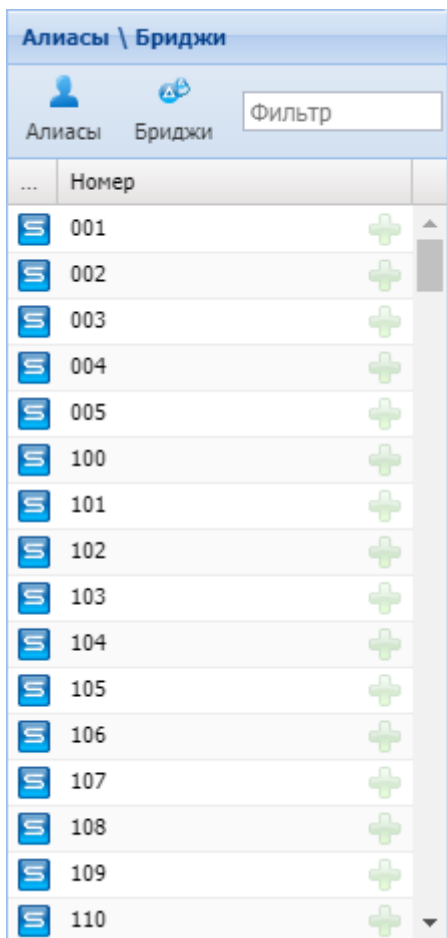 Алиасы \ Бриджи
Алиасы Бриджи Фильтр
... Номер
S 001
S 002
S 003
S 004
S 005
S 100
S 101
S 102
S 103
S 104
S 105
S 106
S 107
S 108
S 109
S 110